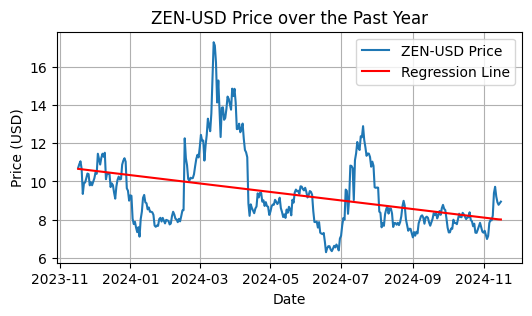 ZEN-USD Price over the Past Year
ZEN-USD Price
Regression Line
Price (USD)
16
14
12
10
8
6
2023-11 2024-01 2024-03 2024-05 2024-07 2024-09 2024-11
Date